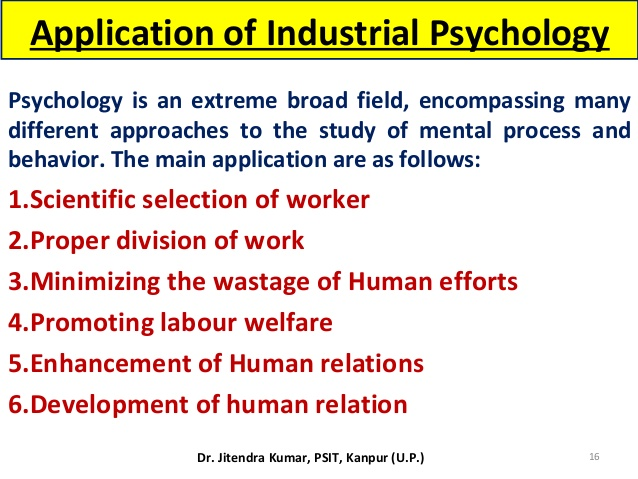 Application of Industrial Psychology
Psychology is an extreme broad field, encompassing many
different approaches to the study of mental process and
behavior. The main application are as follows:
1.Scientific selection of worker
2.Proper division of work
3.Minimizing the wastage of Human efforts
4.Promoting labour welfare
5.Enhancement of Human relations
6.Development of human relation
Dr. Jitendra Kumar, PSIT, Kanpur (U.P.)
16